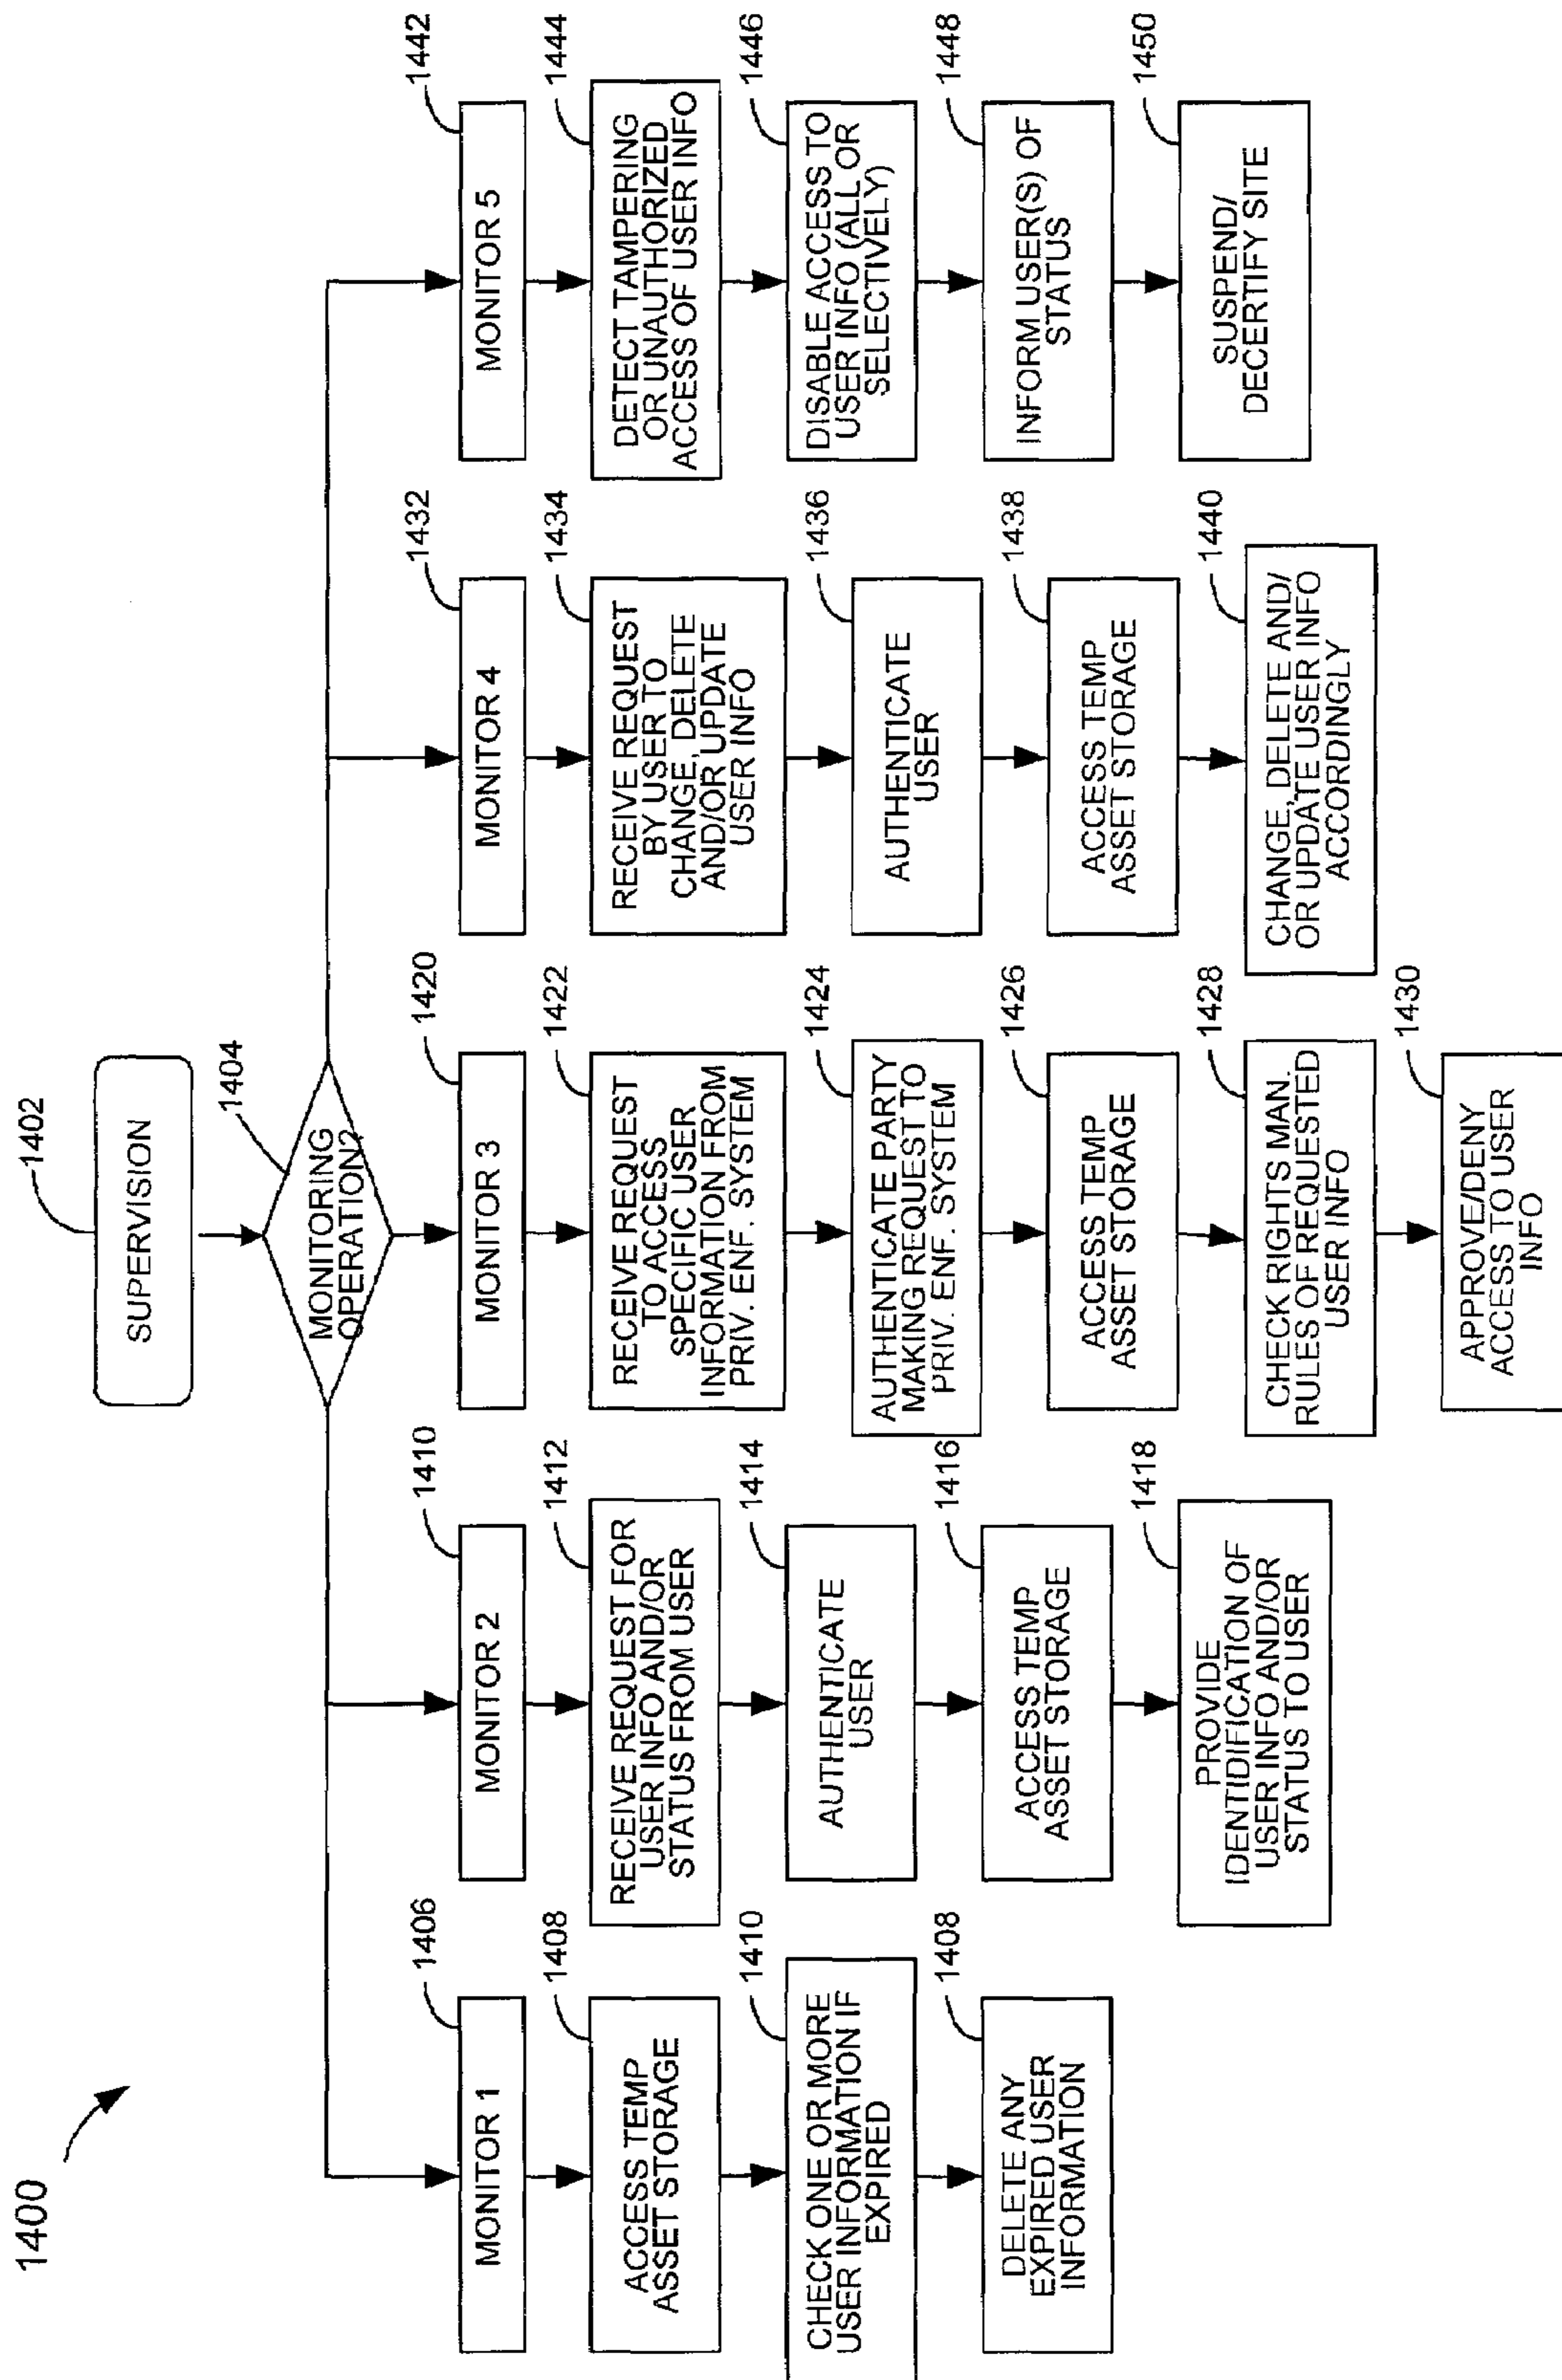 1400
1402
SUPERVISION
1404
MONITORING
OPERATION?
1406
MONITOR 1
1408
ACCESS TEMP
ASSET STORAGE
1410
CHECK ONE OR MORE
USER INFORMATION IF
EXPIRED
1408
DELETE ANY
EXPIRED USER
INFORMATION
1410
MONITOR 2
1412
RECEIVE REQUEST FOR
USER INFO AND/OR
STATUS FROM USER
1414
AUTHENTICATE
USER
1416
ACCESS TEMP
ASSET STORAGE
1418
PROVIDE
IDENTIDIFICATION OF
USER INFO AND/OR
STATUS TO USER
1420
MONITOR 3
1422
RECEIVE REQUEST
TO ACCESS
SPECIFIC USER
INFORMATION FROM
PRIV. ENF. SYSTEM
1424
AUTHENTICATE PARTY
MAKING REQUEST TO
PRIV. ENF. SYSTEM
1426
ACCESS TEMP
ASSET STORAGE
1428
CHECK RIGHTS MAN.
RULES OF REQUESTED
USER INFO
1430
APPROVE/DENY
ACCESS TO USER
INFO
1432
MONITOR 4
1434
RECEIVE REQUEST
BY USER TO
CHANGE, DELETE
AND/OR UPDATE
USER INFO
1436
AUTHENTICATE
USER
1438
ACCESS TEMP
ASSET STORAGE
1440
CHANGE, DELETE AND/
OR UPDATE USER INFO
ACCORDINGLY
1442
MONITOR 5
1444
DETECT TAMPERING
OR UNAUTHORIZED
ACCESS OF USER INFO
1446
DISABLE ACCESS TO
USER INFO (ALL OR
SELECTIVELY)
1448
INFORM USER(S) OF
STATUS
1450
SUSPEND/
DECERTIFY SITE